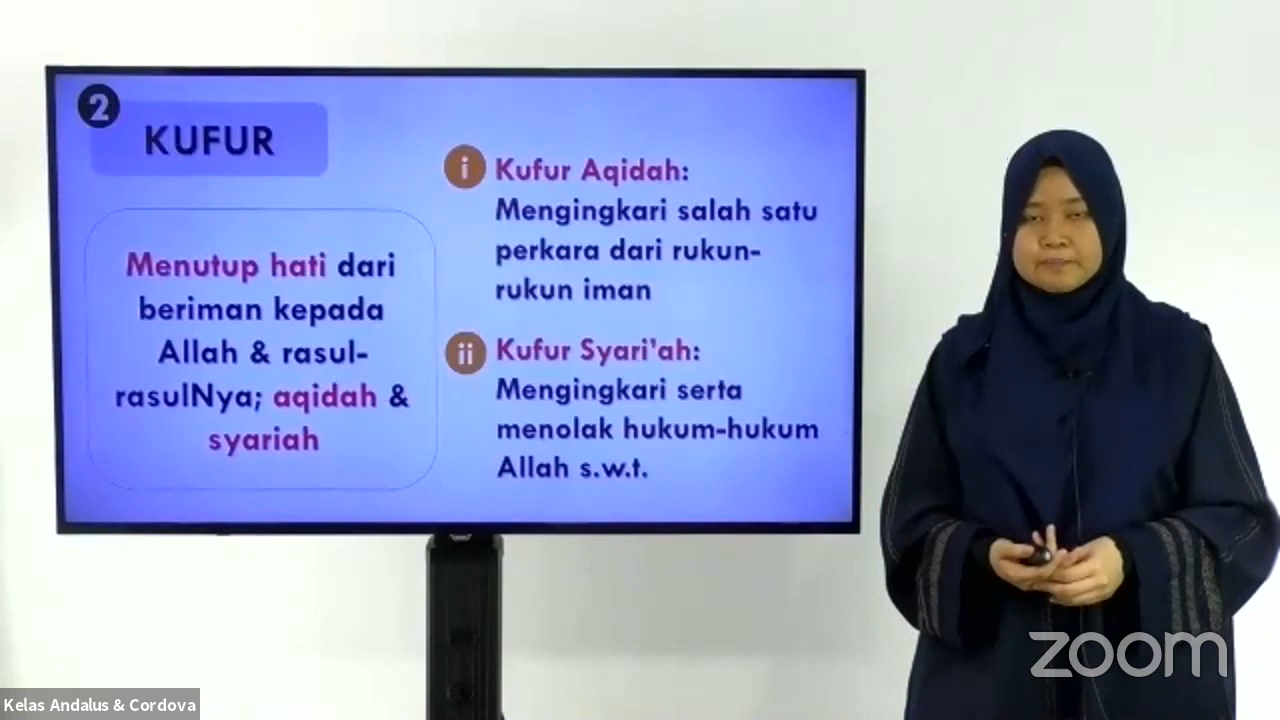 2
KUFUR
Menutup hati dari
beriman kepada
Allah & rasul-
rasulNya; aqidah &
syariah
i Kufur Aqidah:
Mengingkari salah satu
perkara dari rukun-
rukun iman
ii Kufur Syari'ah:
Mengingkari serta
menolak hukum-hukum
Allah s.w.t.
zoom
Kelas Andalus & Cordova